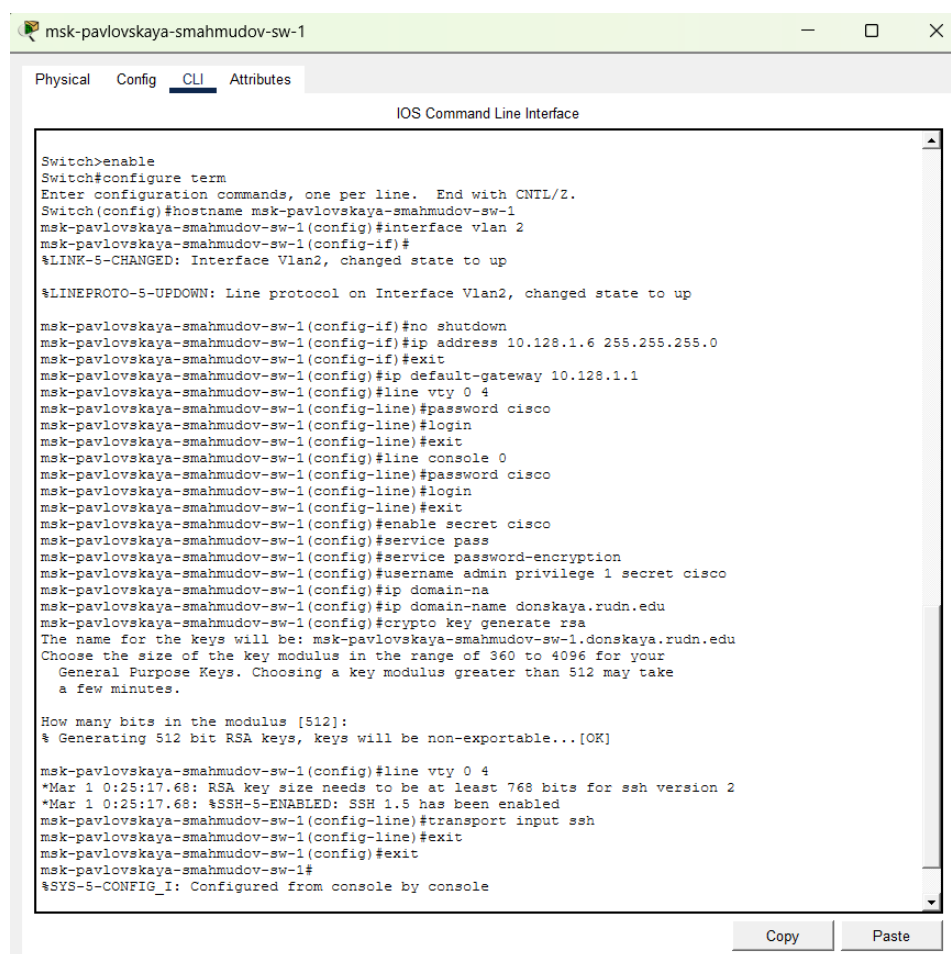 msk-pavlovskaya-smahmudov-sw-1
Physical Config CLI Attributes
IOS Command Line Interface
Switch>enable
Switch#configure term
Enter configuration commands, one per line.  End with CNTL/Z.
Switch(config)#hostname msk-pavlovskaya-smahmudov-sw-1
msk-pavlovskaya-smahmudov-sw-1(config)#interface vlan 2
msk-pavlovskaya-smahmudov-sw-1(config-if)#
%LINK-5-CHANGED: Interface Vlan2, changed state to up
%LINEPROTO-5-UPDOWN: Line protocol on Interface Vlan2, changed state to up
msk-pavlovskaya-smahmudov-sw-1(config-if)#no shutdown
msk-pavlovskaya-smahmudov-sw-1(config-if)#ip address 10.128.1.6 255.255.255.0
msk-pavlovskaya-smahmudov-sw-1(config-if)#exit
msk-pavlovskaya-smahmudov-sw-1(config)#ip default-gateway 10.128.1.1
msk-pavlovskaya-smahmudov-sw-1(config)#line vty 0 4
msk-pavlovskaya-smahmudov-sw-1(config-line)#password cisco
msk-pavlovskaya-smahmudov-sw-1(config-line)#login
msk-pavlovskaya-smahmudov-sw-1(config-line)#exit
msk-pavlovskaya-smahmudov-sw-1(config)#line console 0
msk-pavlovskaya-smahmudov-sw-1(config-line)#password cisco
msk-pavlovskaya-smahmudov-sw-1(config-line)#login
msk-pavlovskaya-smahmudov-sw-1(config-line)#exit
msk-pavlovskaya-smahmudov-sw-1(config)#enable secret cisco
msk-pavlovskaya-smahmudov-sw-1(config)#service pass
msk-pavlovskaya-smahmudov-sw-1(config)#service password-encryption
msk-pavlovskaya-smahmudov-sw-1(config)#username admin privilege 1 secret cisco
msk-pavlovskaya-smahmudov-sw-1(config)#ip domain-na
msk-pavlovskaya-smahmudov-sw-1(config)#ip domain-name donskaya.rudn.edu
msk-pavlovskaya-smahmudov-sw-1(config)#crypto key generate rsa
The name for the keys will be: msk-pavlovskaya-smahmudov-sw-1.donskaya.rudn.edu
Choose the size of the key modulus in the range of 360 to 4096 for your
General Purpose Keys. Choosing a key modulus greater than 512 may take
a few minutes.
How many bits in the modulus [512]:
% Generating 512 bit RSA keys, keys will be non-exportable...[OK]
msk-pavlovskaya-smahmudov-sw-1(config)#line vty 0 4
*Mar 1 0:25:17.68: RSA key size needs to be at least 768 bits for ssh version 2
*Mar 1 0:25:17.68: %SSH-5-ENABLED: SSH 1.5 has been enabled
msk-pavlovskaya-smahmudov-sw-1(config-line)#transport input ssh
msk-pavlovskaya-smahmudov-sw-1(config-line)#exit
msk-pavlovskaya-smahmudov-sw-1(config)#exit
msk-pavlovskaya-smahmudov-sw-1#
%SYS-5-CONFIG_I: Configured from console by console
Copy Paste